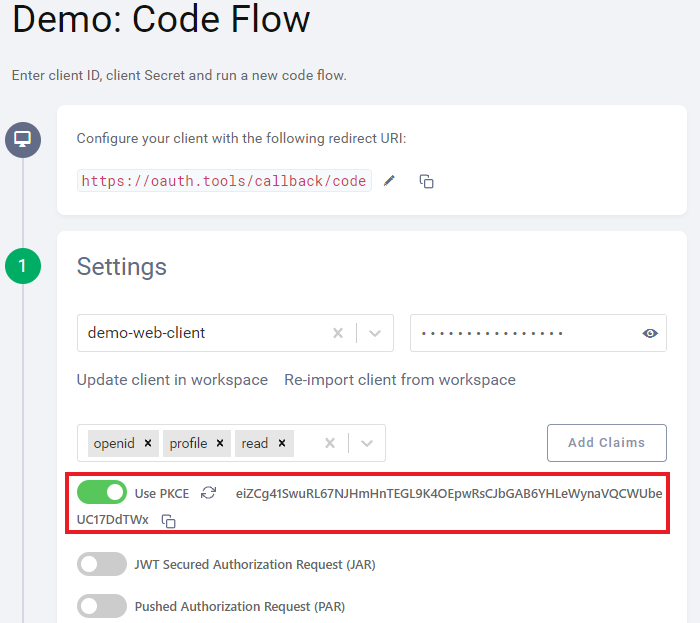 Demo: Code Flow
Enter client ID, client Secret and run a new code flow.
Configure your client with the following redirect URI:
https://oauth.tools/callback/code
1
Settings
demo-web-client
Update client in workspace Re-import client from workspace
openid profile read Add Claims
Use PKCE eiZCg41SwuRL67NJHmHnTEGL9K4OEpwRsCJbGAB6YHLeWynaVQCWUbe
UC17DdTWx
JWT Secured Authorization Request (JAR)
Pushed Authorization Request (PAR)